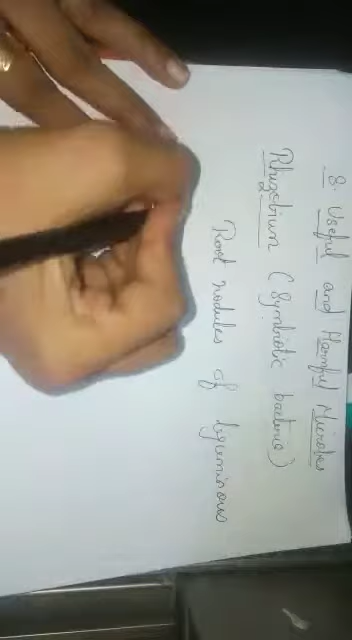 8. Useful and Harmful Microbes
Rhizobium (Symbiotic bacteria)
Root nodules of leguminous